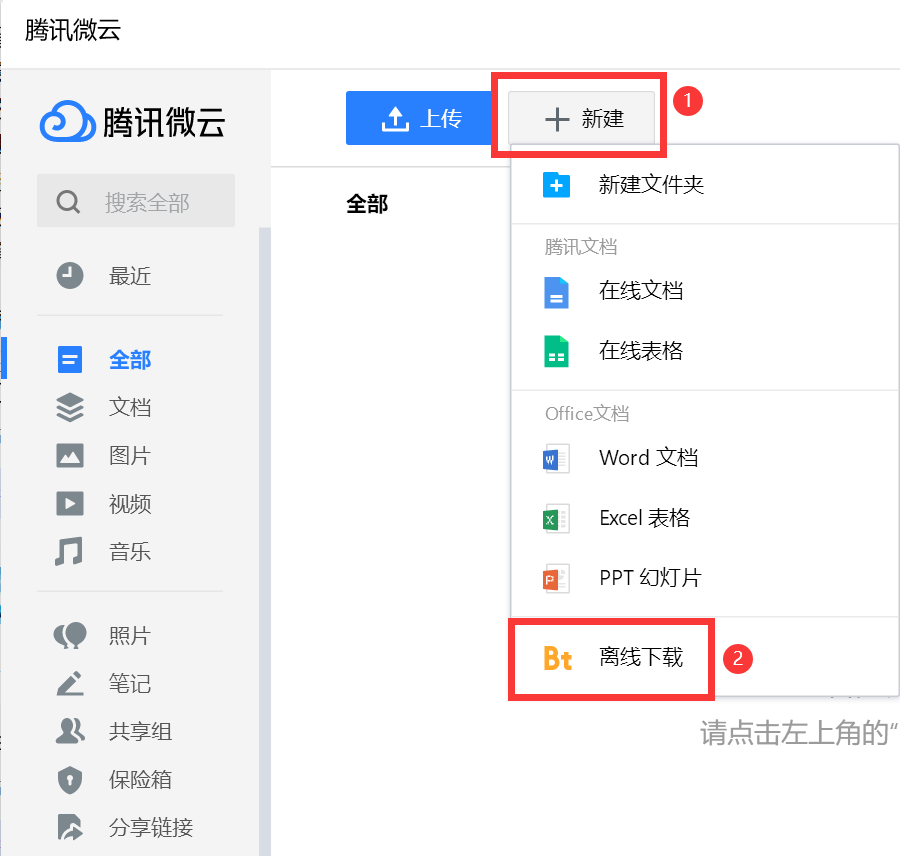 腾讯微云
腾讯微云
上传
新建
1
搜索全部
全部
最近
全部
文档
图片
视频
音乐
照片
笔记
共享组
保险箱
分享链接
新建文件夹
腾讯文档
在线文档
在线表格
Office文档
Word 文档
Excel 表格
PPT 幻灯片
Bt 离线下载
2
请点击左上角的“